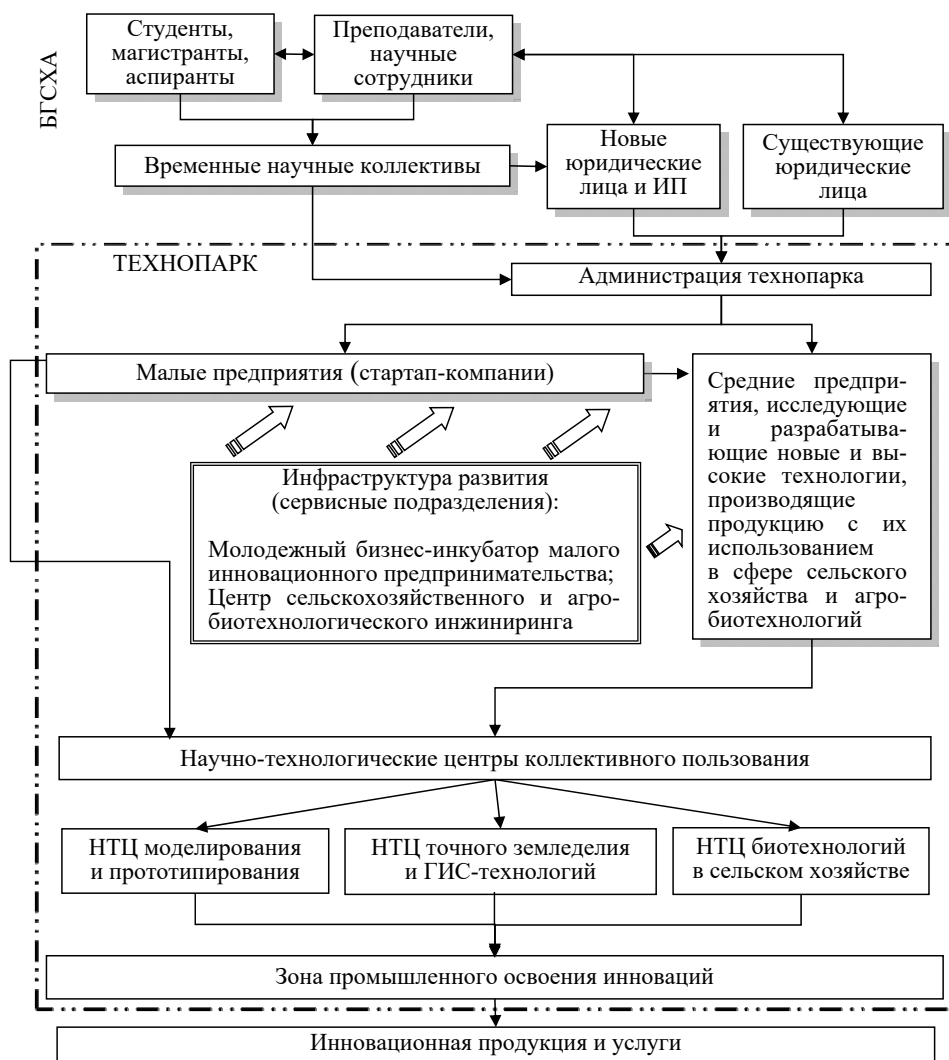 БГСХА
Студенты,
магистранты,
аспиранты
Преподаватели,
научные
сотрудники
Временные научные коллективы
Новые
юридические
лица и ИП
Существующие
юридические
лица
ТЕХНОПАРК
Администрация технопарка
Малые предприятия (стартап-компании)
Средние предпри-
ятия, исследующие
и разрабатыва-
ющие новые и вы-
сокие технологии,
производящие
продукцию с их
использованием
в сфере сельского
хозяйства и агро-
биотехнологий
Инфраструктура развития
(сервисные подразделения):
Молодежный бизнес-инкубатор малого
инновационного предпринимательства;
Центр сельскохозяйственного и агро-
биотехнологического инжиниринга
Научно-технологические центры коллективного пользования
НТЦ моделирования
и прототипирования
НТЦ точного земледелия
и ГИС-технологий
НТЦ биотехнологий
в сельском хозяйстве
Зона промышленного освоения инноваций
Инновационная продукция и услуги